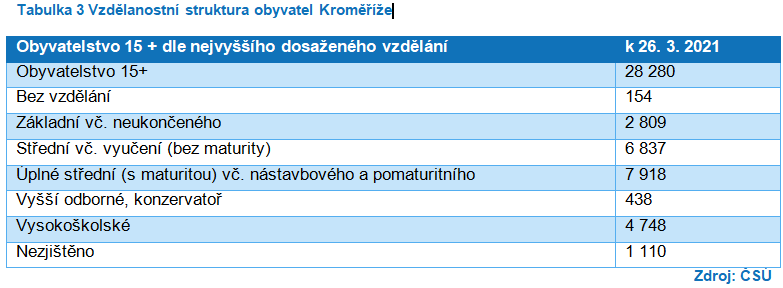 Tabulka 3 Vzdělanostní struktura obyvatel Kroměříže
Obyvatelstvo 15 + dle nejvyššího dosaženého vzdělání k 26. 3. 2021
Obyvatelstvo 15+ 28 280
Bez vzdělání 154
Základní vč. neukončeného 2 809
Střední vč. vyučení (bez maturity) 6 837
Úplné střední (s maturitou) vč. nástavbového a pomaturitního 7 918
Vyšší odborné, konzervatoř 438
Vysokoškolské 4 748
Nezjištěno 1 110
Zdroj: ČSÚ